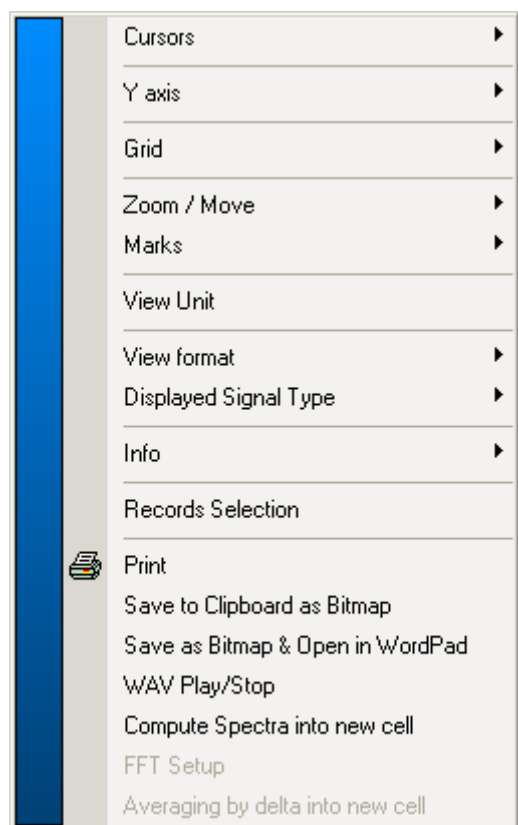 Cursors
Y axis
Grid
Zoom / Move
Marks
View Unit
View format
Displayed Signal Type
Info
Records Selection
Print
Save to Clipboard as Bitmap
Save as Bitmap & Open in WordPad
WAV Play/Stop
Compute Spectra into new cell
FFT Setup
Averaging by delta into new cell